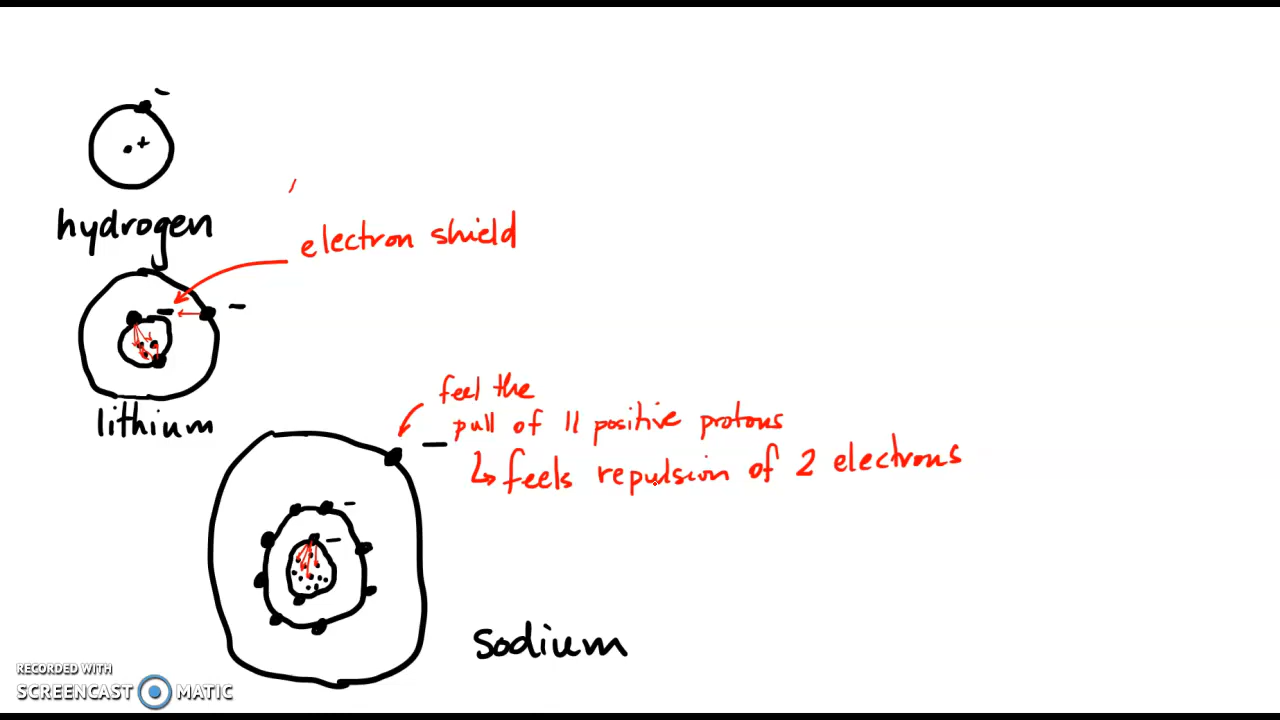 hydrogen
electron shield
lithium
feel the
pull of 11 positive protons
↳ feels repulsion of 2 electrons
sodium
RECORDED WITH
SCREENCAST MATIC